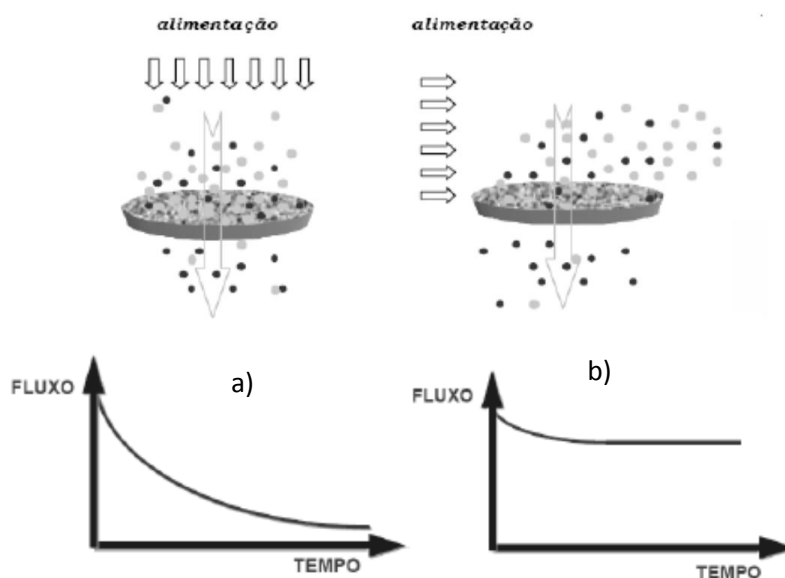 alimentação
alimentação
a)
b)
FLUXO
TEMPO
FLUXO
TEMPO